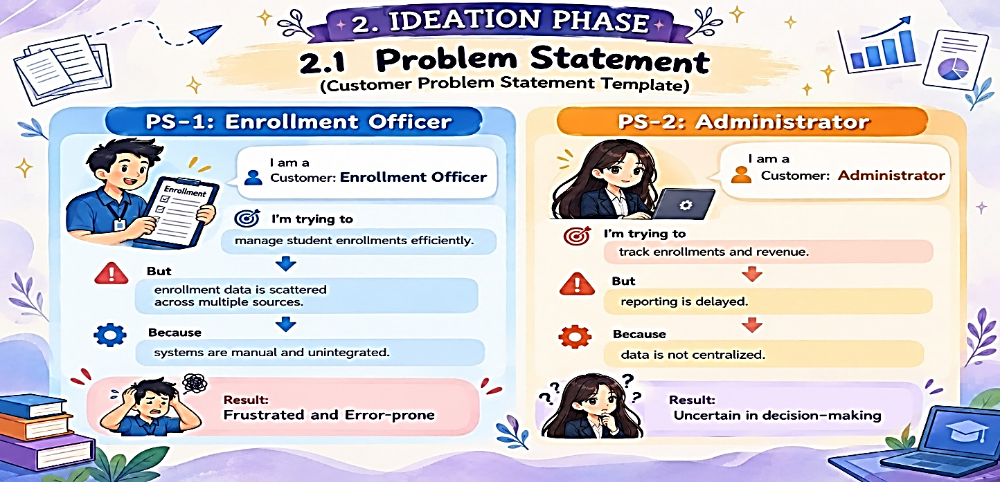 2. IDEATION PHASE
2.1 Problem Statement
(Customer Problem Statement Template)
PS-1: Enrollment Officer
I am a
Customer: Enrollment Officer
Enrollment
I'm trying to
manage student enrollments efficiently.
But
enrollment data is scattered
across multiple sources.
Because
systems are manual and unintegrated.
Result:
Frustrated and Error-prone
PS-2: Administrator
I am a
Customer: Administrator
I'm trying to
track enrollments and revenue.
But
reporting is delayed.
Because
data is not centralized.
? ? ? ?
Result:
Uncertain in decision-making